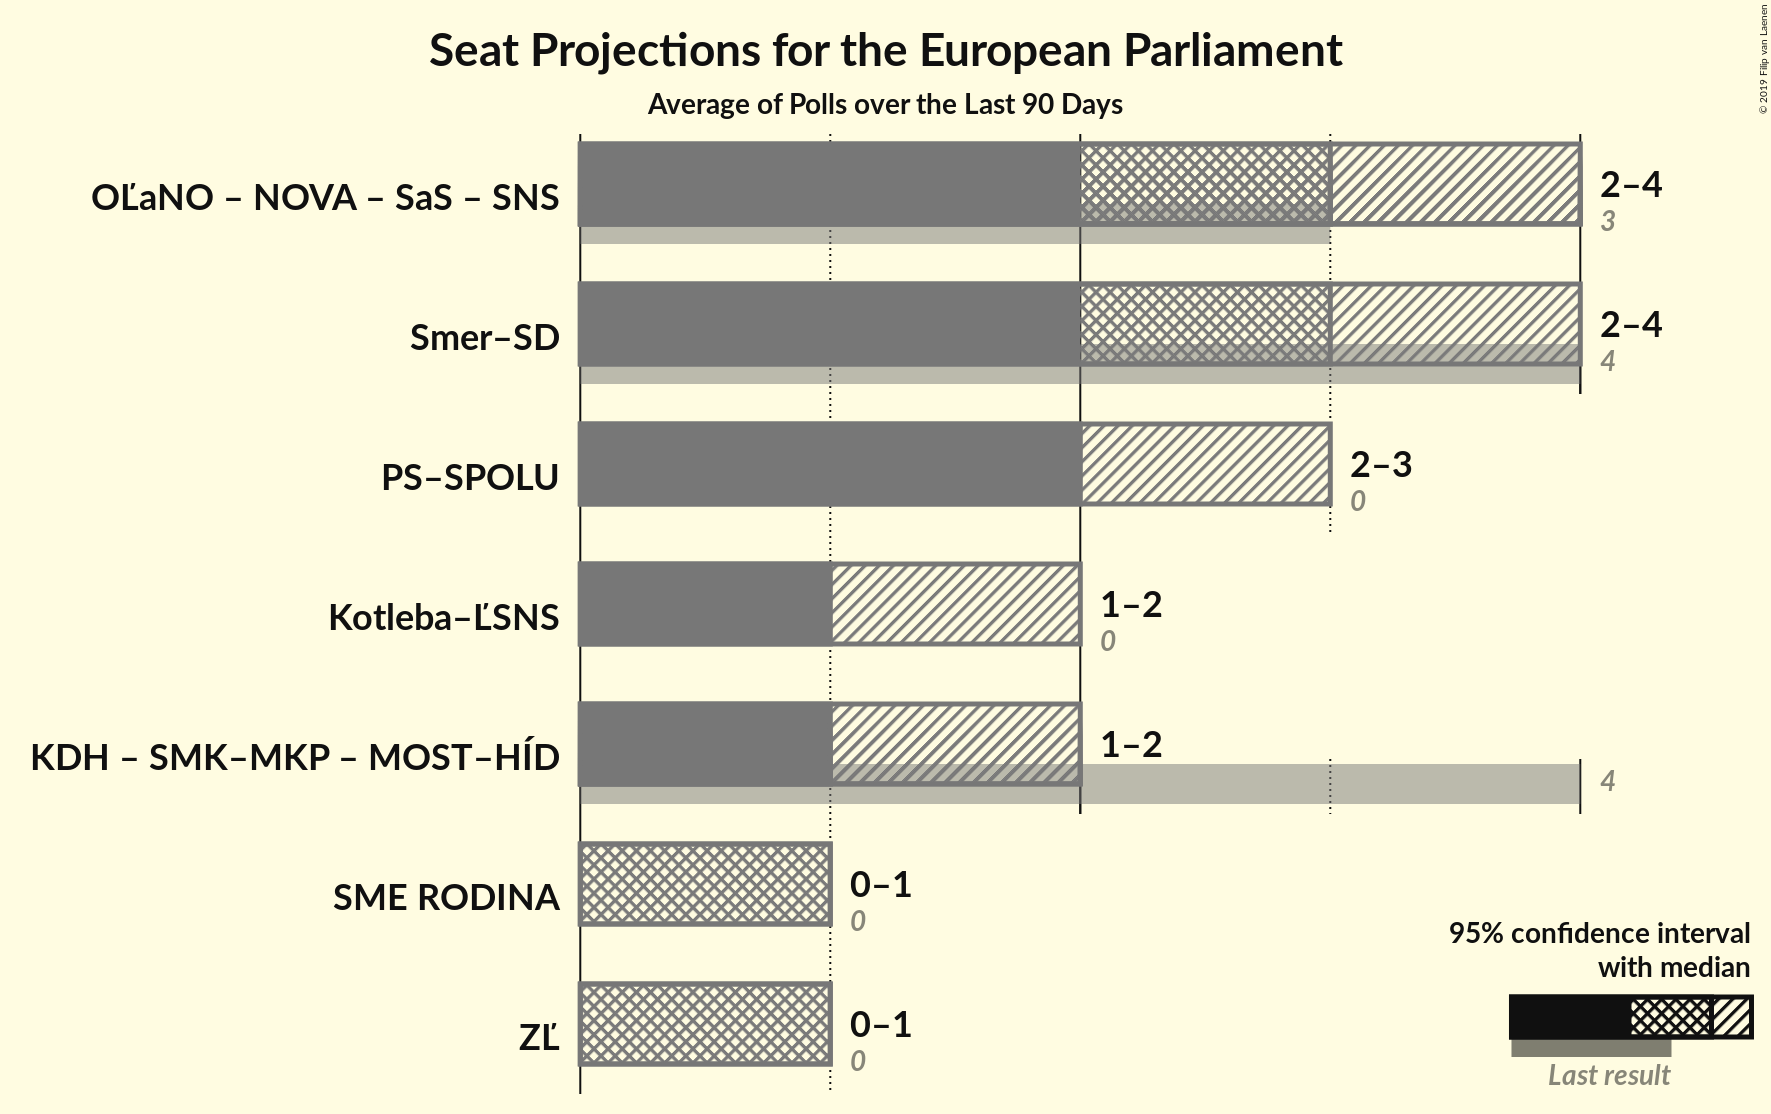 Seat Projections for the European Parliament
Average of Polls over the Last 90 Days
© 2019 Filip van Laenen
OĽaNO – NOVA – SaS – SNS
2–4
3
Smer–SD
2–4
4
PS–SPOLU
2–3
0
Kotleba–ĽSNS
1–2
0
KDH – SMK–MKP – MOST–HÍD
1–2
4
SME RODINA
0–1
0
ZĽ
0–1
0
95% confidence interval
with median
Last result